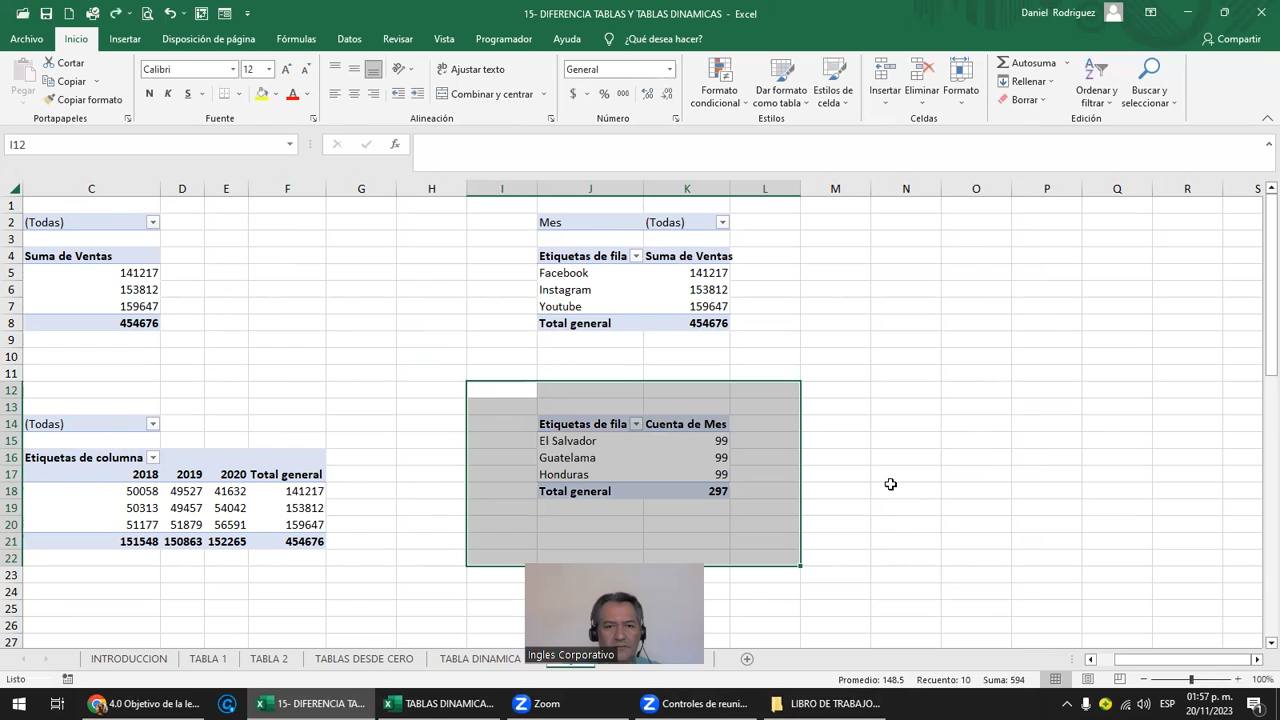 15- DIFERENCIA TABLAS Y TABLAS DINAMICAS - Excel
Daniel Rodriguez
Archivo Inicio Insertar Disposición de página Fórmulas Datos Revisar Vista Programador Ayuda ¿Qué desea hacer? Compartir
Pegar
Cortar
Copiar
Copiar formato
Portapapeles
Calibri 12
N K S
Fuente
Ajustar texto
Combinar y centrar
Alineación
General
$ % 000
Número
Formato condicional
Dar formato como tabla
Estilos de celda
Estilos
Insertar Eliminar Formato
Celdas
Autosuma
Rellenar
Borrar
Ordenar y filtrar
Buscar y seleccionar
Edición
I12
fx
C D E F G H I J K L M N O P Q R S
1
2 (Todas) Mes (Todas)
3
4 Suma de Ventas Etiquetas de fila Suma de Ventas
5 141217 Facebook 141217
6 153812 Instagram 153812
7 159647 Youtube 159647
8 454676 Total general 454676
9
10
11
12
13
14 (Todas) Etiquetas de fila Cuenta de Mes
15 El Salvador 99
16 Etiquetas de columna Guatelama 99
17 2018 2019 2020 Total general Honduras 99
18 50058 49527 41632 141217 Total general 297
19 50313 49457 54042 153812
20 51177 51879 56591 159647
21 151548 150863 152265 454676
22
23
24
25
26
27
Ingles Corporativo
INTRODUCCION TABLA 1 TABLA 2 TABLAS DESDE CERO TABLA DINAMICA
Listo Promedio: 148.5 Recuento: 10 Suma: 594 100%
4.0 Objetivo de la le... 15- DIFERENCIA TA... TABLAS DINAMICA... Zoom Controles de reuni... LIBRO DE TRABAJO... ESP 01:57 p. m.
20/11/2023